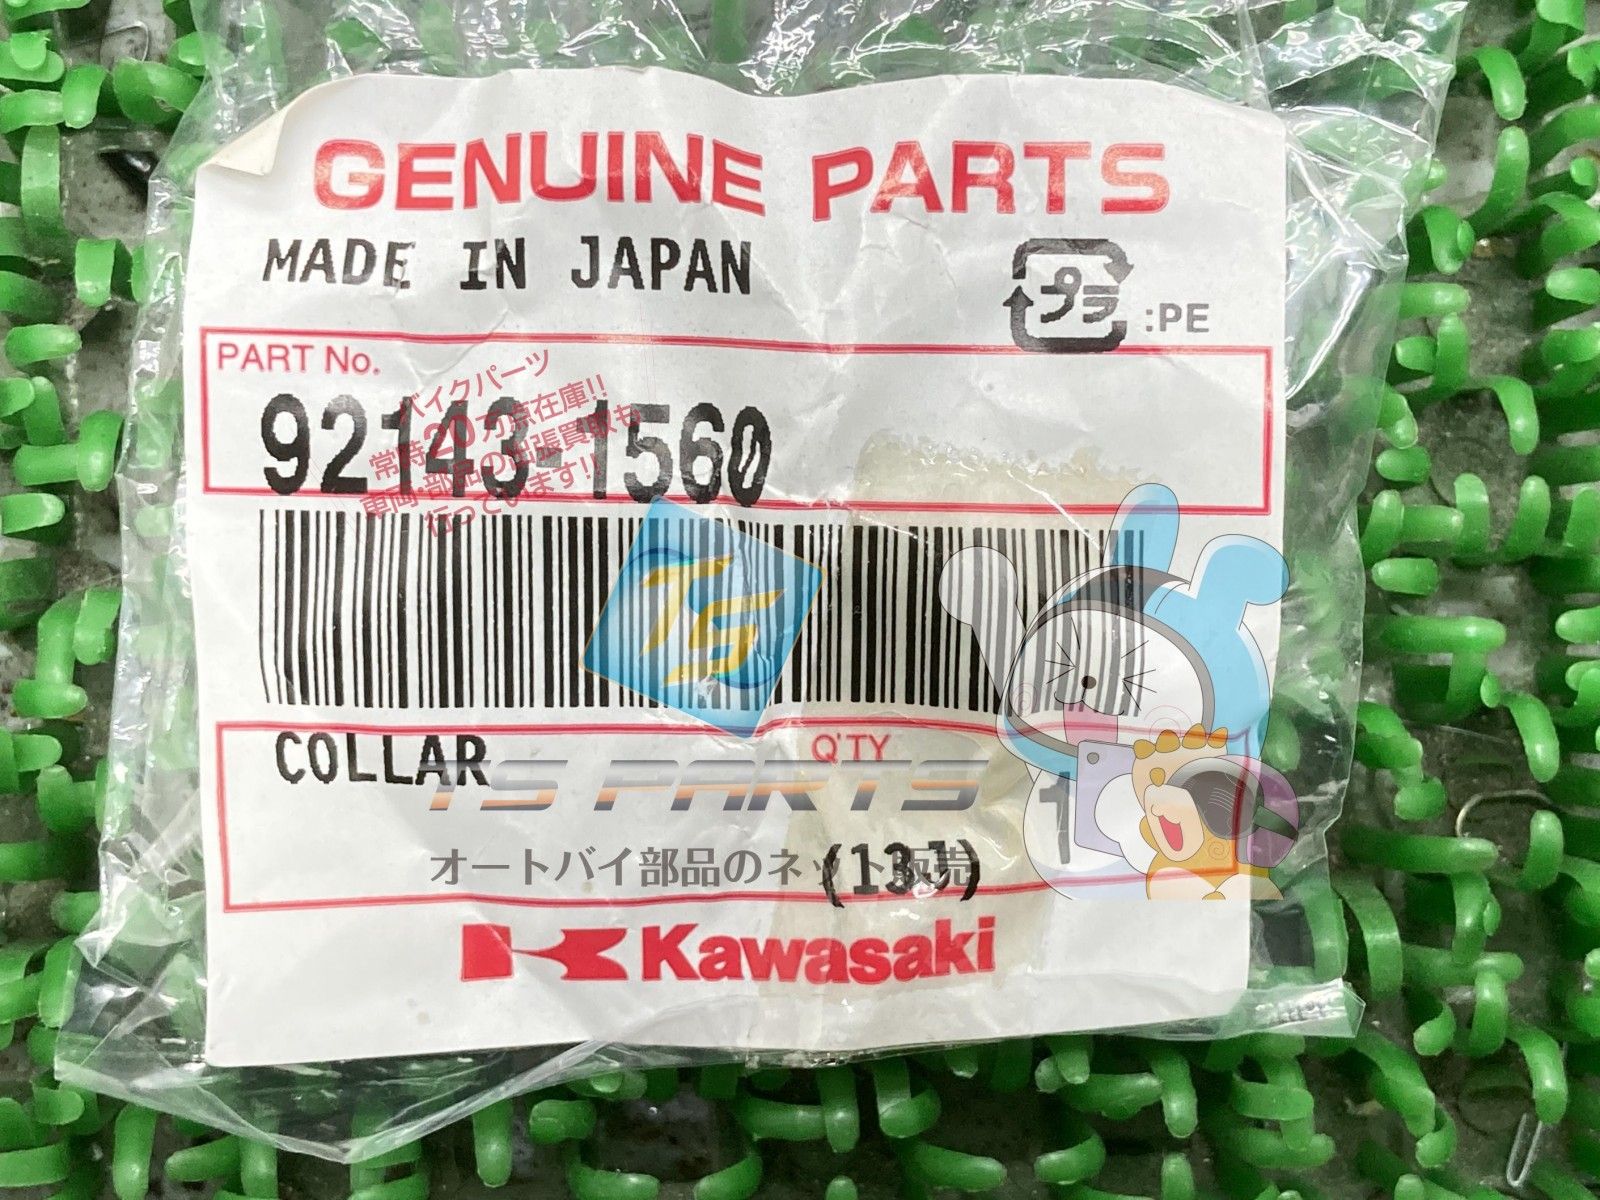 GENUINE PARTS
MADE IN JAPAN
プラ :PE
PART No.
92143-1560
バイクパーツ
常時20万点在庫!!
車両・部品の出張買取も
行っています!!
TS
COLLAR
Q'TY
1
TS PARTS
オートバイ部品のネット販売
(13J)
Kawasaki